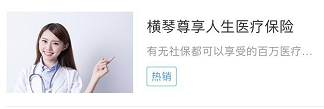 横琴尊享人生医疗保险
有无社保都可以享受的百万医疗…
热销